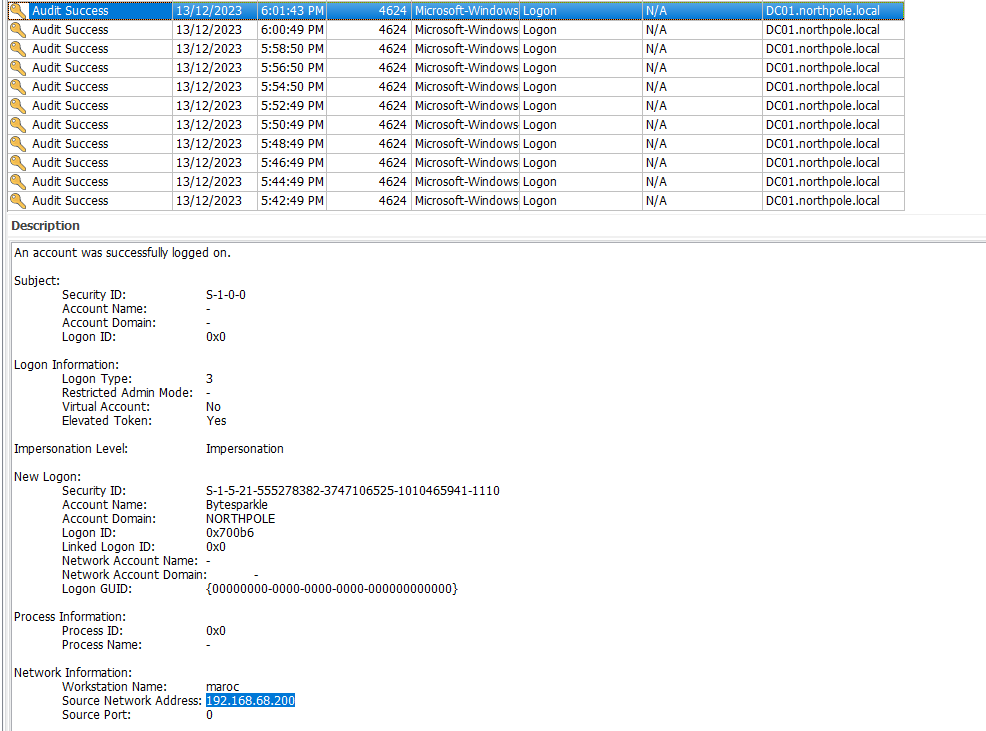 Audit Success 13/12/2023 6:01:43 PM 4624 Microsoft-Windows Logon N/A DC01.northpole.local
Audit Success 13/12/2023 6:00:49 PM 4624 Microsoft-Windows Logon N/A DC01.northpole.local
Audit Success 13/12/2023 5:58:50 PM 4624 Microsoft-Windows Logon N/A DC01.northpole.local
Audit Success 13/12/2023 5:56:50 PM 4624 Microsoft-Windows Logon N/A DC01.northpole.local
Audit Success 13/12/2023 5:54:50 PM 4624 Microsoft-Windows Logon N/A DC01.northpole.local
Audit Success 13/12/2023 5:52:49 PM 4624 Microsoft-Windows Logon N/A DC01.northpole.local
Audit Success 13/12/2023 5:50:49 PM 4624 Microsoft-Windows Logon N/A DC01.northpole.local
Audit Success 13/12/2023 5:48:49 PM 4624 Microsoft-Windows Logon N/A DC01.northpole.local
Audit Success 13/12/2023 5:46:49 PM 4624 Microsoft-Windows Logon N/A DC01.northpole.local
Audit Success 13/12/2023 5:44:49 PM 4624 Microsoft-Windows Logon N/A DC01.northpole.local
Audit Success 13/12/2023 5:42:49 PM 4624 Microsoft-Windows Logon N/A DC01.northpole.local
Description
An account was successfully logged on.
Subject:
Security ID: S-1-0-0
Account Name: -
Account Domain: -
Logon ID: 0x0
Logon Information:
Logon Type: 3
Restricted Admin Mode: -
Virtual Account: No
Elevated Token: Yes
Impersonation Level: Impersonation
New Logon:
Security ID: S-1-5-21-555278382-3747106525-1010465941-1110
Account Name: Bytesparkle
Account Domain: NORTHPOLE
Logon ID: 0x700b6
Linked Logon ID: 0x0
Network Account Name: -
Network Account Domain: -
Logon GUID: {00000000-0000-0000-0000-000000000000}
Process Information:
Process ID: 0x0
Process Name: -
Network Information:
Workstation Name: maroc
Source Network Address: 192.168.68.200
Source Port: 0